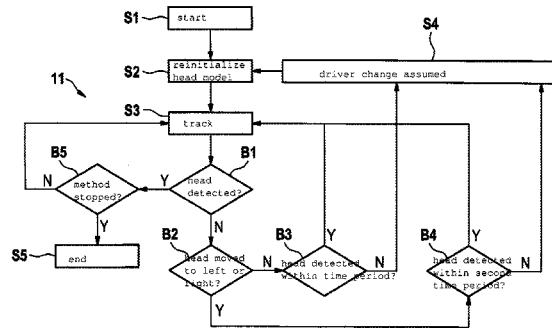 S1
start
S4
S2
reinitialize
head model
driver change assumed
11
S3
track
B5
B1
N
method
stopped?
Y
head
detected?
Y
N
B2
B3
B4
Y
Y
S5
end
head moved
to left or
right?
N
head detected
within time period?
N
head detected
within second
time period?
N
Y